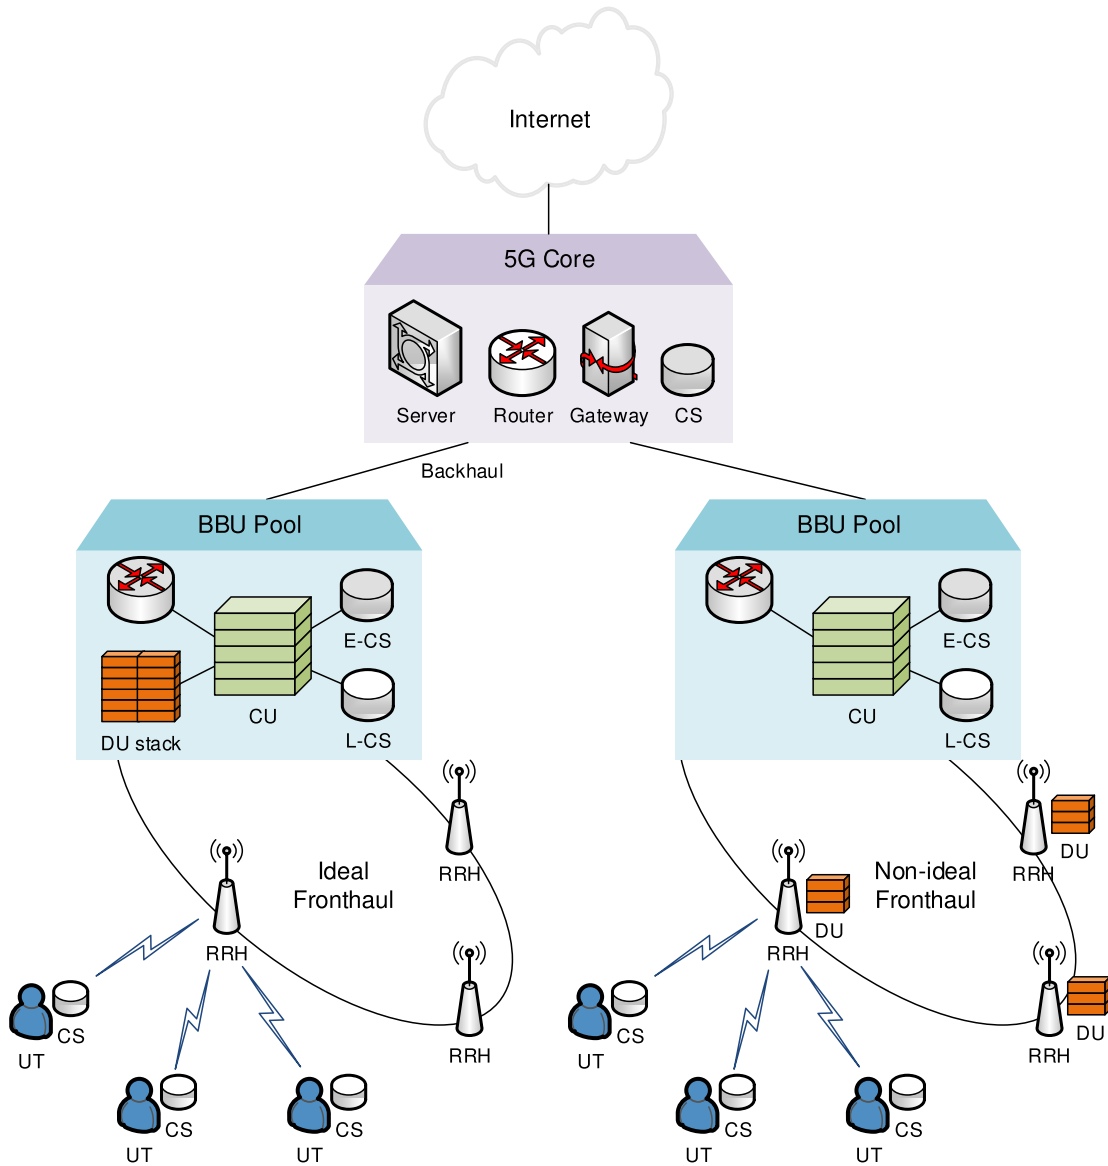 Internet
5G Core
Server
Router
Gateway
CS
Backhaul
BBU Pool
E-CS
CU
DU stack
L-CS
BBU Pool
E-CS
CU
L-CS
RRH
Ideal
Fronthaul
RRH
RRH
CS
UT
CS
UT
CS
UT
DU
RRH
Non-ideal
Fronthaul
DU
RRH
DU
RRH
CS
UT
CS
UT
CS
UT